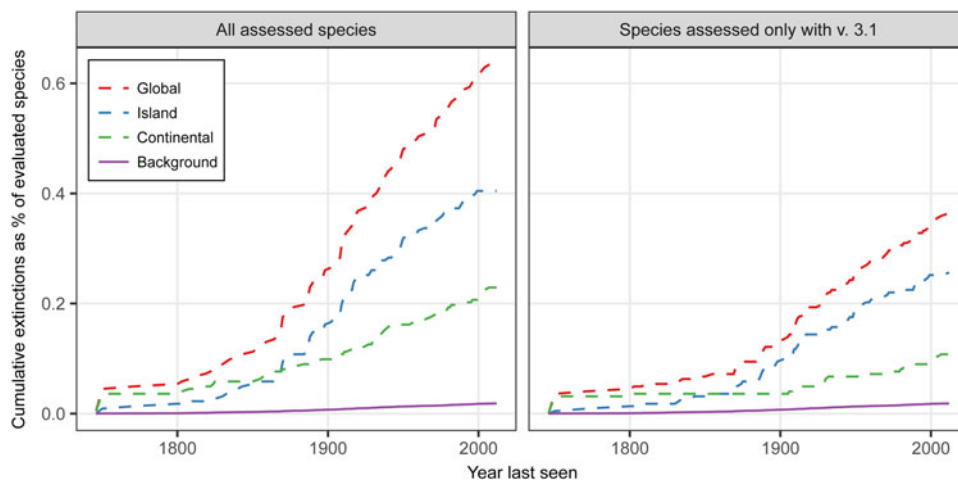 All assessed species
Species assessed only with v. 3.1
Cumulative extinctions as % of evaluated species
0.6
0.4
0.2
0.0
Global
Island
Continental
Background
1800
1900
2000
1800
1900
2000
Year last seen